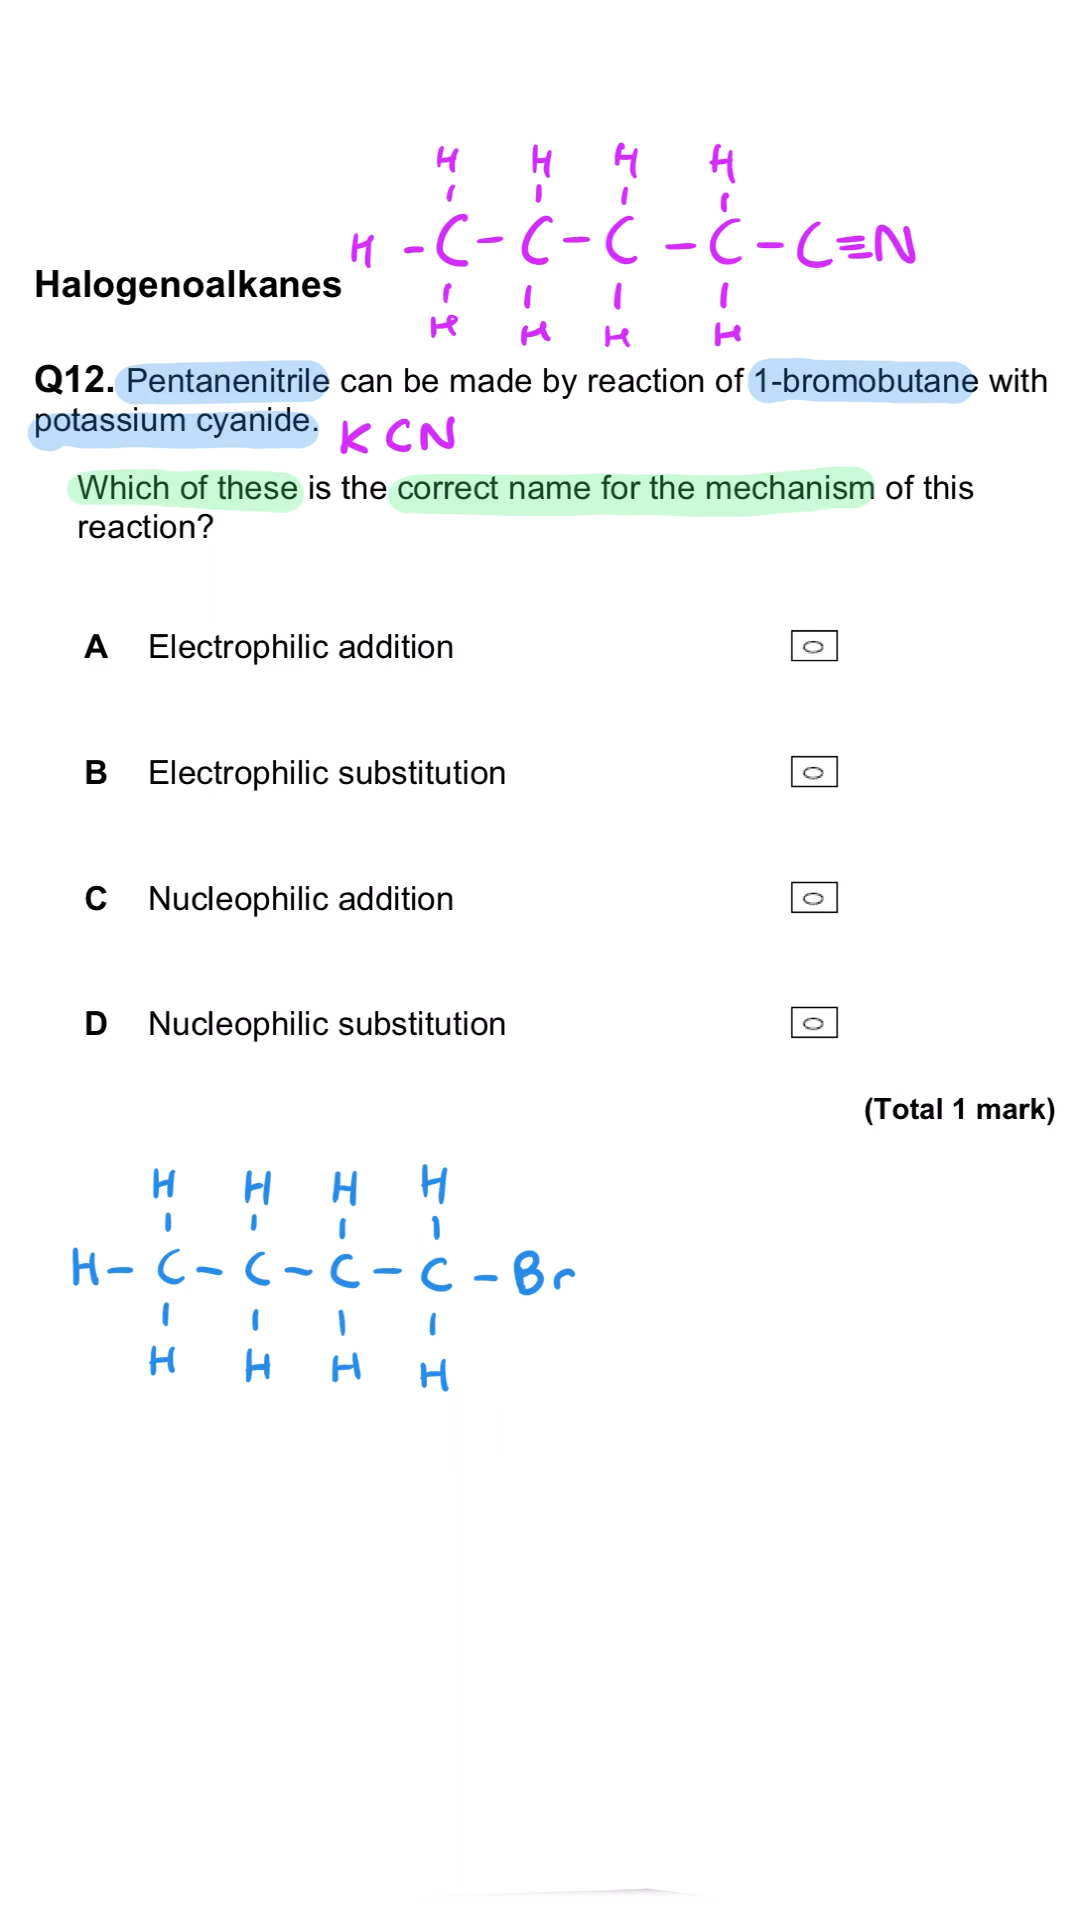 H H H H
H - C - C - C - C - C≡N
Halogenoalkanes
H H H H
Q12. Pentanenitrile can be made by reaction of 1-bromobutane with
potassium cyanide. KCN
Which of these is the correct name for the mechanism of this
reaction?
A Electrophilic addition
B Electrophilic substitution
C Nucleophilic addition
D Nucleophilic substitution
(Total 1 mark)
H H H H
H - C - C - C - C - Br
H H H H